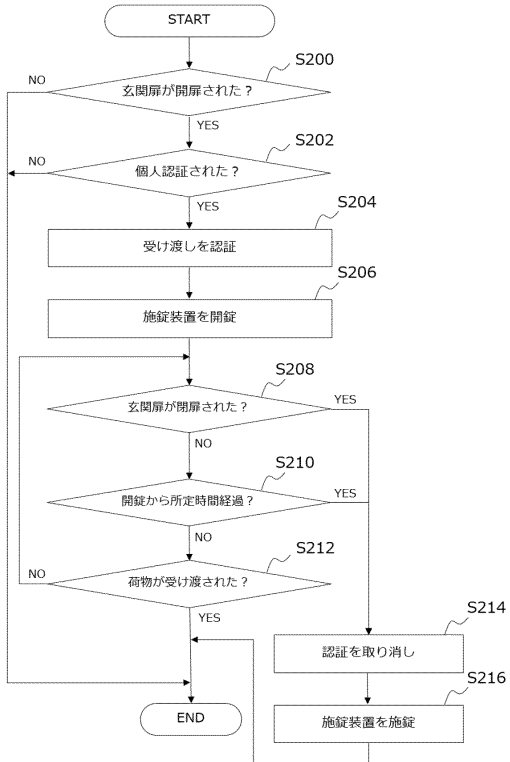 START
S200
NO
玄関扉が開扉された？
YES
S202
NO
個人認証された？
YES
S204
受け渡しを認証
S206
施錠装置を開錠
S208
玄関扉が閉扉された？
YES
NO
S210
開錠から所定時間経過？
YES
NO
S212
NO
荷物が受け渡された？
YES
S214
認証を取り消し
S216
END
施錠装置を施錠